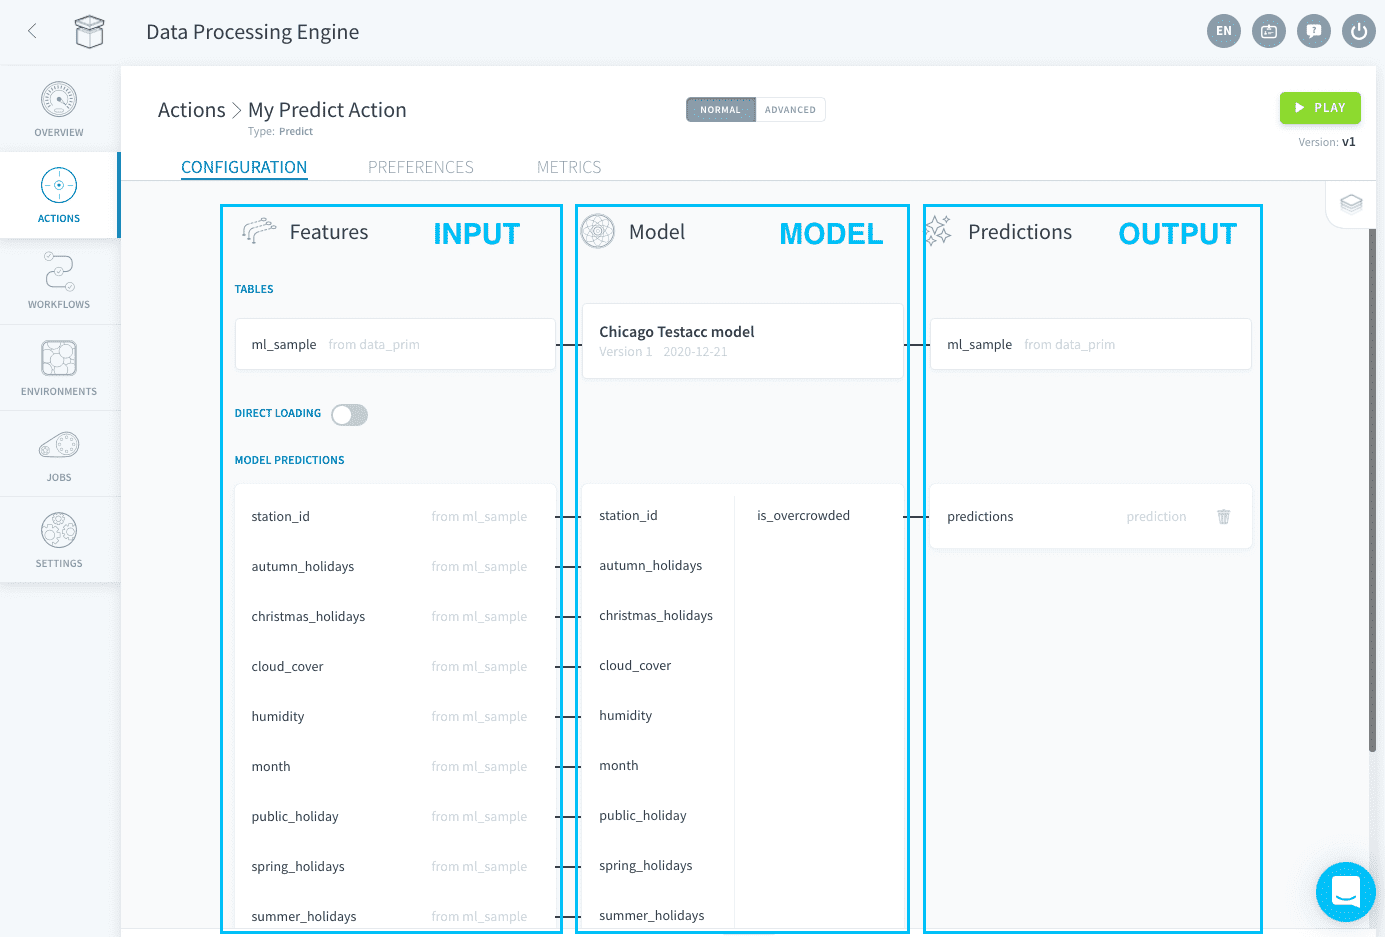 Data Processing Engine
EN
OVERVIEW
ACTIONS
WORKFLOWS
ENVIRONMENTS
JOBS
SETTINGS
Actions > My Predict Action
Type: Predict
NORMAL ADVANCED
PLAY
Version: v1
CONFIGURATION PREFERENCES METRICS
Features INPUT
Model MODEL
Predictions OUTPUT
TABLES
ml_sample from data_prim
Chicago Testacc model
Version 1 2020-12-21
ml_sample from data_prim
DIRECT LOADING
MODEL PREDICTIONS
station_id from ml_sample
autumn_holidays from ml_sample
christmas_holidays from ml_sample
cloud_cover from ml_sample
humidity from ml_sample
month from ml_sample
public_holiday from ml_sample
spring_holidays from ml_sample
summer_holidays from ml_sample
station_id is_overcrowded
autumn_holidays
christmas_holidays
cloud_cover
humidity
month
public_holiday
spring_holidays
summer_holidays
predictions prediction